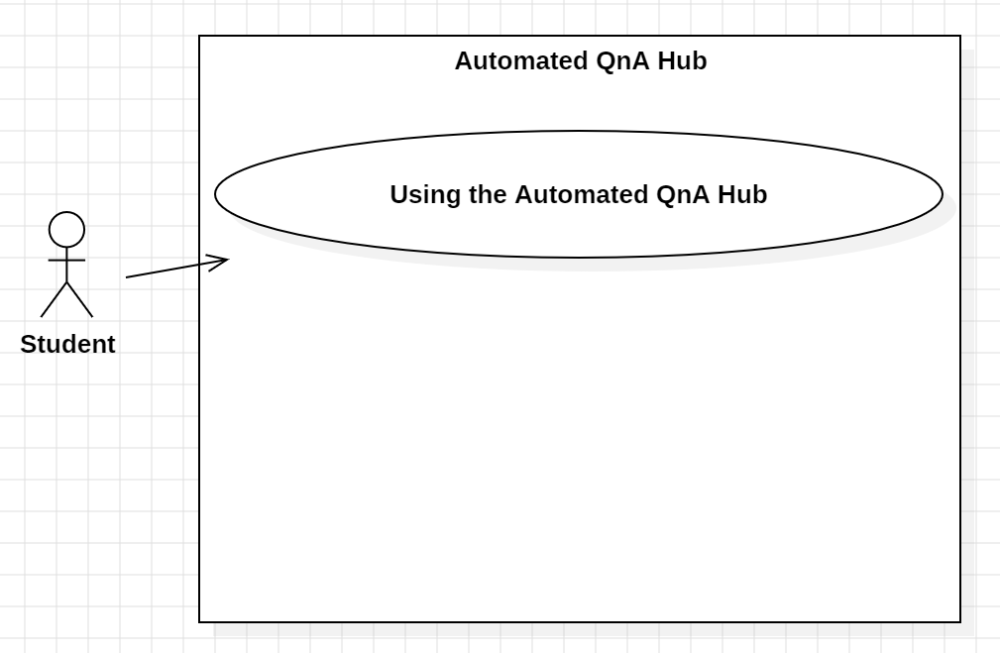 Automated QnA Hub
Using the Automated QnA Hub
Student